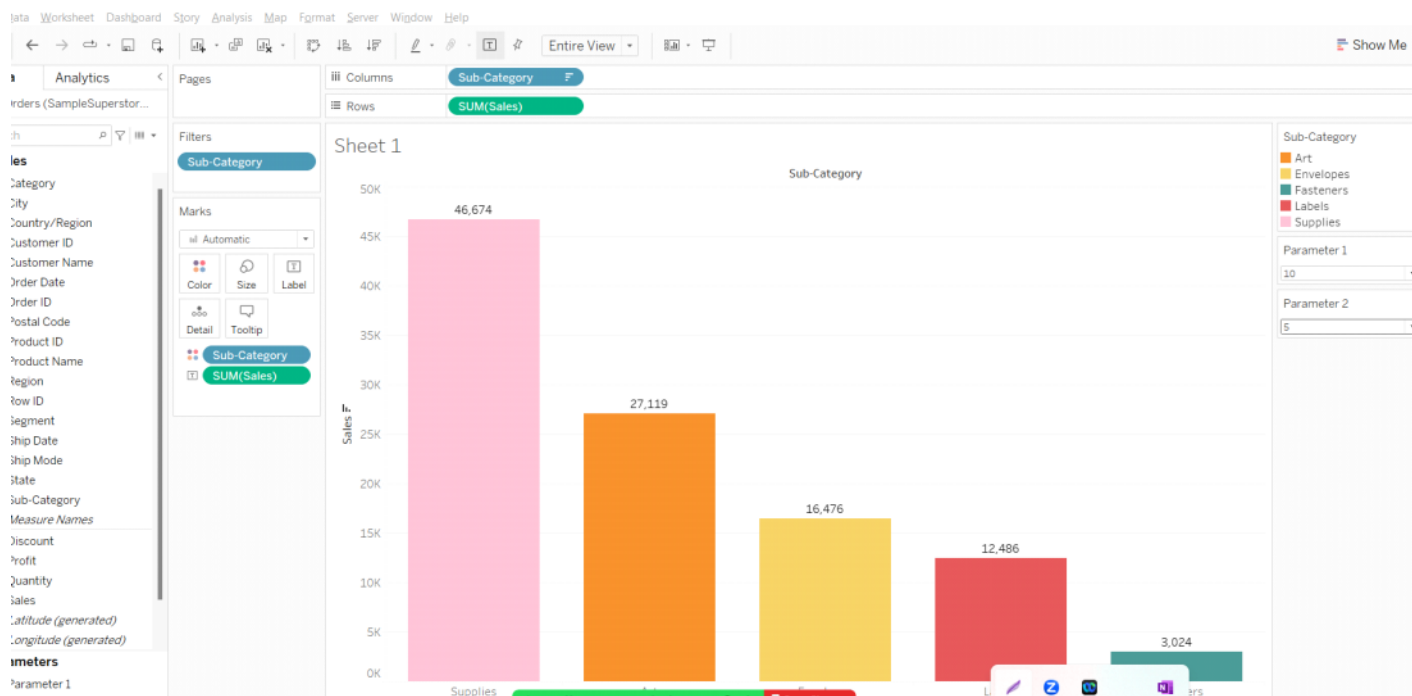 Worksheet Dashboard Story Analysis Map Format Server Window Help
Entire View
Show Me
Analytics
Pages
Columns
Sub-Category
(SampleSuperstor...
Rows
SUM(Sales)
Filters
Sub-Category
Sheet 1
Sub-Category
Marks
Automatic
Color
Size
Label
Detail
Tooltip
Sub-Category
SUM(Sales)
Category
City
Country/Region
Customer ID
Customer Name
Order Date
Order ID
Postal Code
Product ID
Product Name
Region
Row ID
Segment
Ship Date
Ship Mode
State
Sub-Category
Measure Names
Discount
Profit
Quantity
Sales
Latitude (generated)
Longitude (generated)
Parameter 1
50K
45K
40K
35K
30K
25K
20K
15K
10K
5K
0K
Sales
46,674
27,119
16,476
12,486
3,024
Supplies
Sub-Category
Art
Envelopes
Fasteners
Labels
Supplies
Parameter 1
10
Parameter 2
5